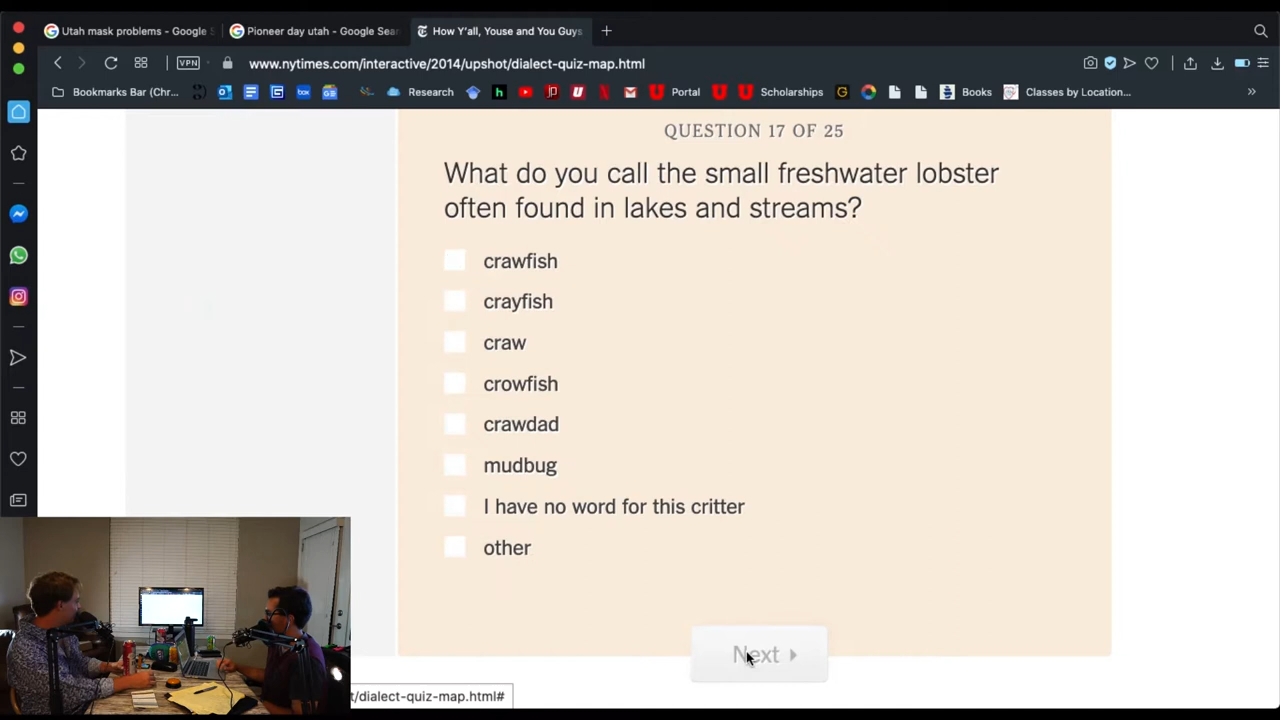 Utah mask problems - Google S
Pioneer day utah - Google Sear
How Y'all, Youse and You Guys
VPN
www.nytimes.com/interactive/2014/upshot/dialect-quiz-map.html
Bookmarks Bar (Chr...
Research
Portal
Scholarships
Books
Classes by Location...
QUESTION 17 OF 25
What do you call the small freshwater lobster
often found in lakes and streams?
crawfish
crayfish
craw
crowfish
crawdad
mudbug
I have no word for this critter
other
Next
t/dialect-quiz-map.html#